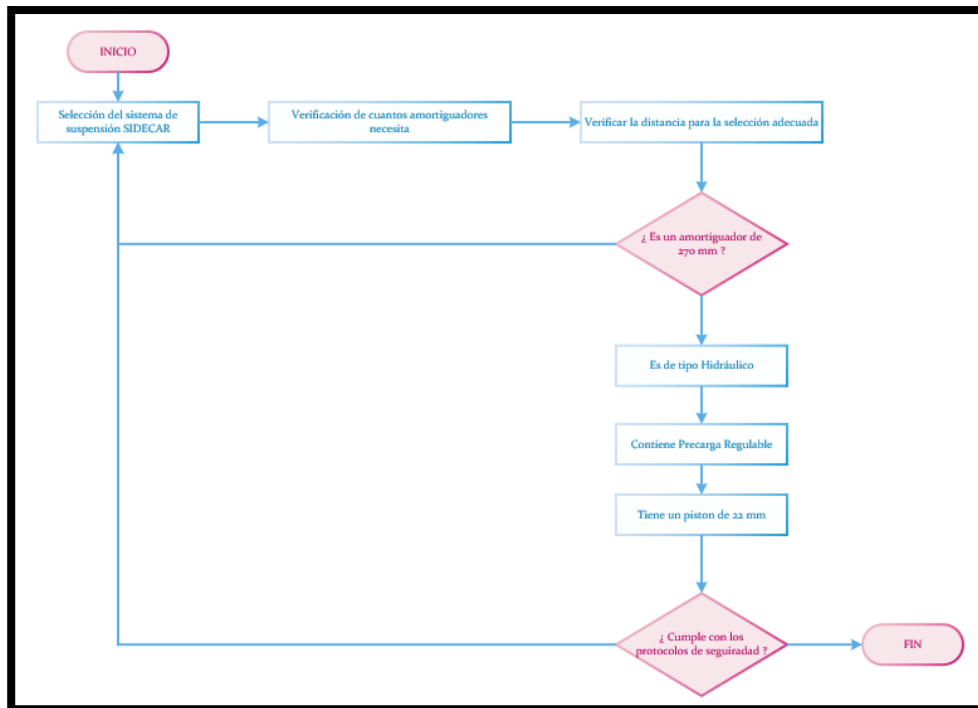 INICIO
Selección del sistema de
suspensión SIDECAR
Verificación de cuantos amortiguadores
necesita
Verificar la distancia para la selección adecuada
¿ Es un amortiguador de
270 mm ?
Es de tipo Hidráulico
Contiene Precarga Regulable
Tiene un piston de 22 mm
¿ Cumple con los
protocolos de seguiradad ?
FIN